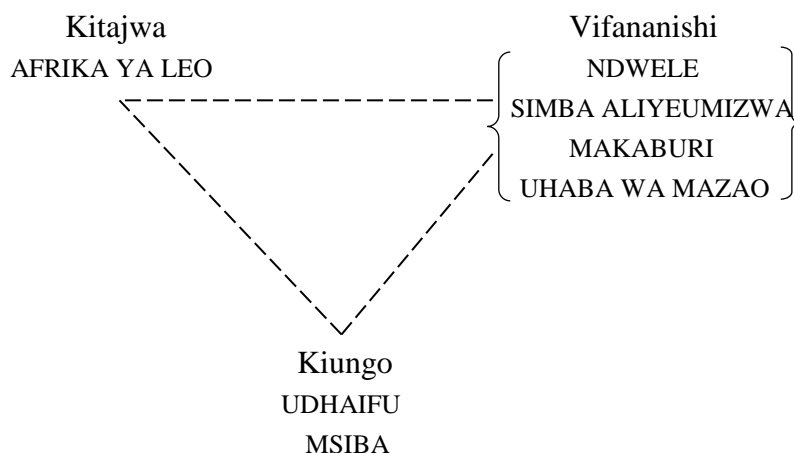 Kitajwa
AFRIKA YA LEO
Vifananishi
NDWELE
SIMBA ALIYEUMIZWA
MAKABURI
UHABA WA MAZAO
Kiungo
UDHAIFU
MSIBA